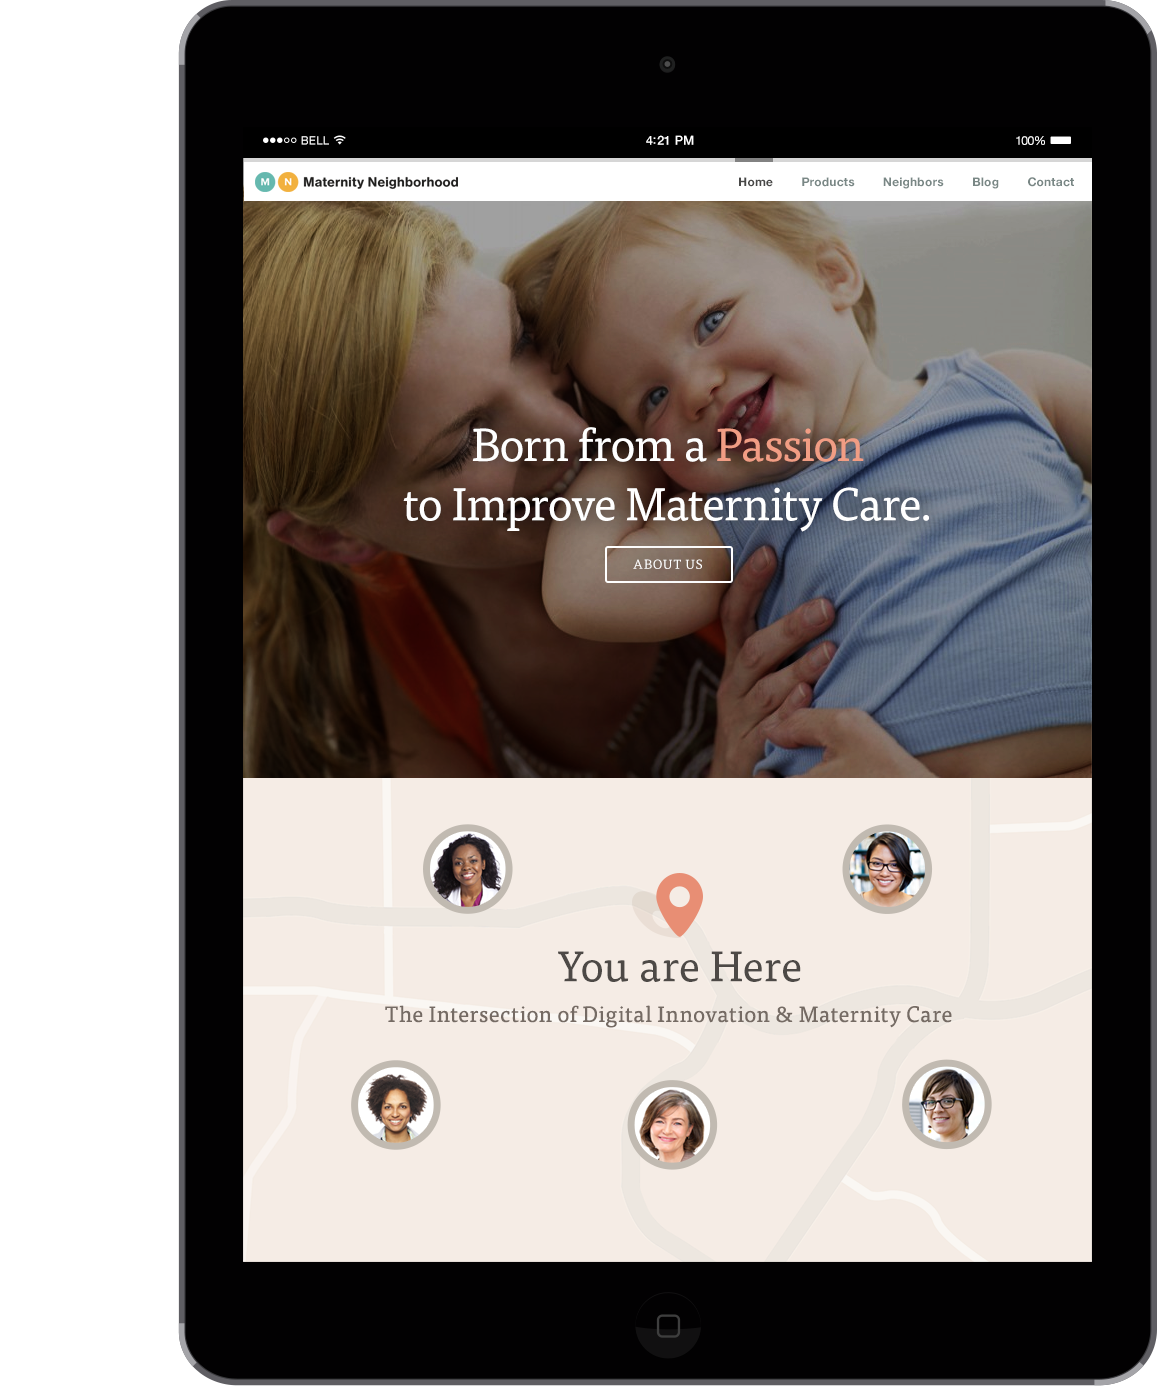 BELL 4:21 PM 100%
M N Maternity Neighborhood Home Products Neighbors Blog Contact
Born from a Passion
to Improve Maternity Care.
ABOUT US
You are Here
The Intersection of Digital Innovation & Maternity Care